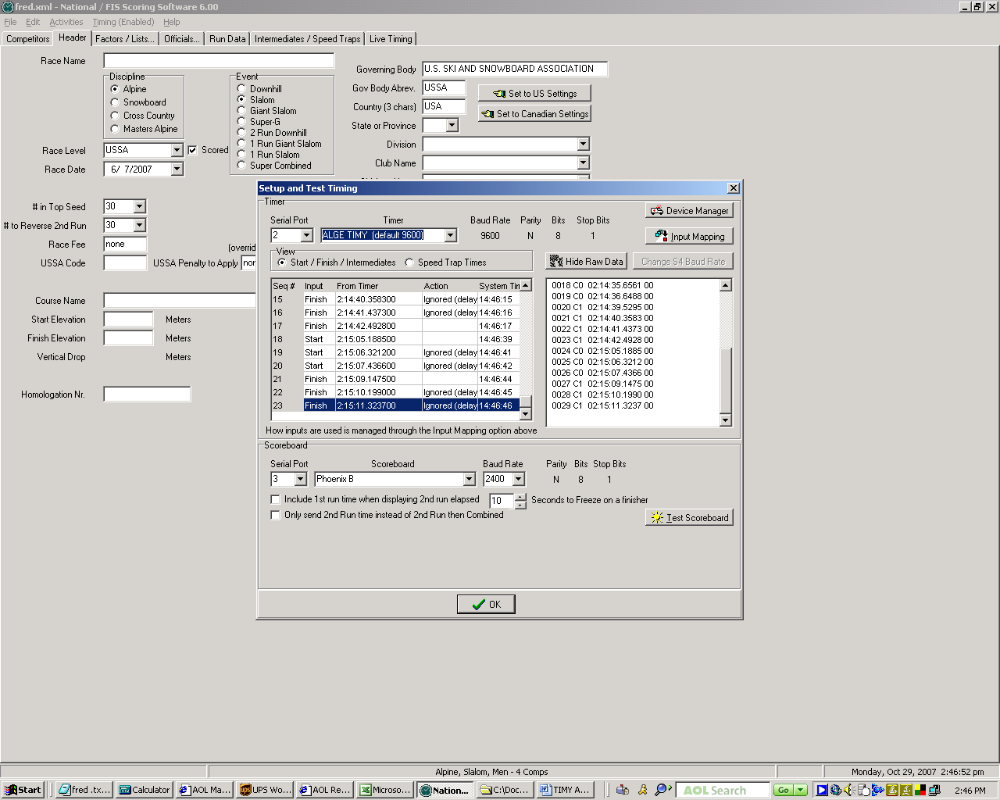 fred.xml - National / FIS Scoring Software 6.00
File Edit Activities Timing (Enabled) Help
Competitors Header Factors / Lists... Officials... Run Data Intermediates / Speed Traps Live Timing
Race Name
Discipline
Alpine
Snowboard
Cross Country
Masters Alpine
Event
Downhill
Slalom
Giant Slalom
Super-G
2 Run Downhill
1 Run Giant Slalom
1 Run Slalom
Super Combined
Race Level USSA Scored
Race Date 6/ 7/2007
Governing Body U.S. SKI AND SNOWBOARD ASSOCIATION
Gov Body Abrev. USSA Set to US Settings
Country (3 chars) USA Set to Canadian Settings
State or Province
Division
Club Name
# in Top Seed 30
# to Reverse 2nd Run 30
Race Fee none
(overrid
USSA Code USSA Penalty to Apply nor
Course Name
Start Elevation Meters
Finish Elevation Meters
Vertical Drop Meters
Homologation Nr.
Setup and Test Timing
Timer
Device Manager
Serial Port Timer Baud Rate Parity Bits Stop Bits
2 ALGE TIMY (default 9600) 9600 N 8 1
Input Mapping
View
Start / Finish / Intermediates Speed Trap Times
Hide Raw Data Change S4 Baud Rate
Seq # Input From Timer Action System Tim
15 Finish 2:14:40.358300 Ignored (delay 14:46:15
16 Finish 2:14:41.437300 Ignored (delay 14:46:16
17 Finish 2:14:42.492800 14:46:17
18 Start 2:15:05.188500 14:46:39
19 Start 2:15:06.321200 Ignored (delay 14:46:41
20 Start 2:15:07.436600 Ignored (delay 14:46:42
21 Finish 2:15:09.147500 14:46:44
22 Finish 2:15:10.199000 Ignored (delay 14:46:45
23 Finish 2:15:11.323700 Ignored (delay 14:46:46
0018 C0 02:14:35.6561 00
0019 C0 02:14:36.6488 00
0020 C1 02:14:39.5295 00
0021 C1 02:14:40.3583 00
0022 C1 02:14:41.4373 00
0023 C1 02:14:42.4928 00
0024 C0 02:15:05.1885 00
0025 C0 02:15:06.3212 00
0026 C0 02:15:07.4366 00
0027 C1 02:15:09.1475 00
0028 C1 02:15:10.1990 00
0029 C1 02:15:11.3237 00
How inputs are used is managed through the Input Mapping option above
Scoreboard
Serial Port Scoreboard Baud Rate Parity Bits Stop Bits
3 Phoenix B 2400 N 8 1
Include 1st run time when displaying 2nd run elapsed 10 Seconds to Freeze on a finisher
Only send 2nd Run time instead of 2nd Run then Combined
Test Scoreboard
OK
Alpine, Slalom, Men - 4 Comps Monday, Oct 29, 2007 2:46:52 pm
Start fred .tx... Calculator AOL Ma... UPS Wo... AOL Re... Microso... Nation... C:\Doc... TIMY A... AOL Search Go 2:46 PM